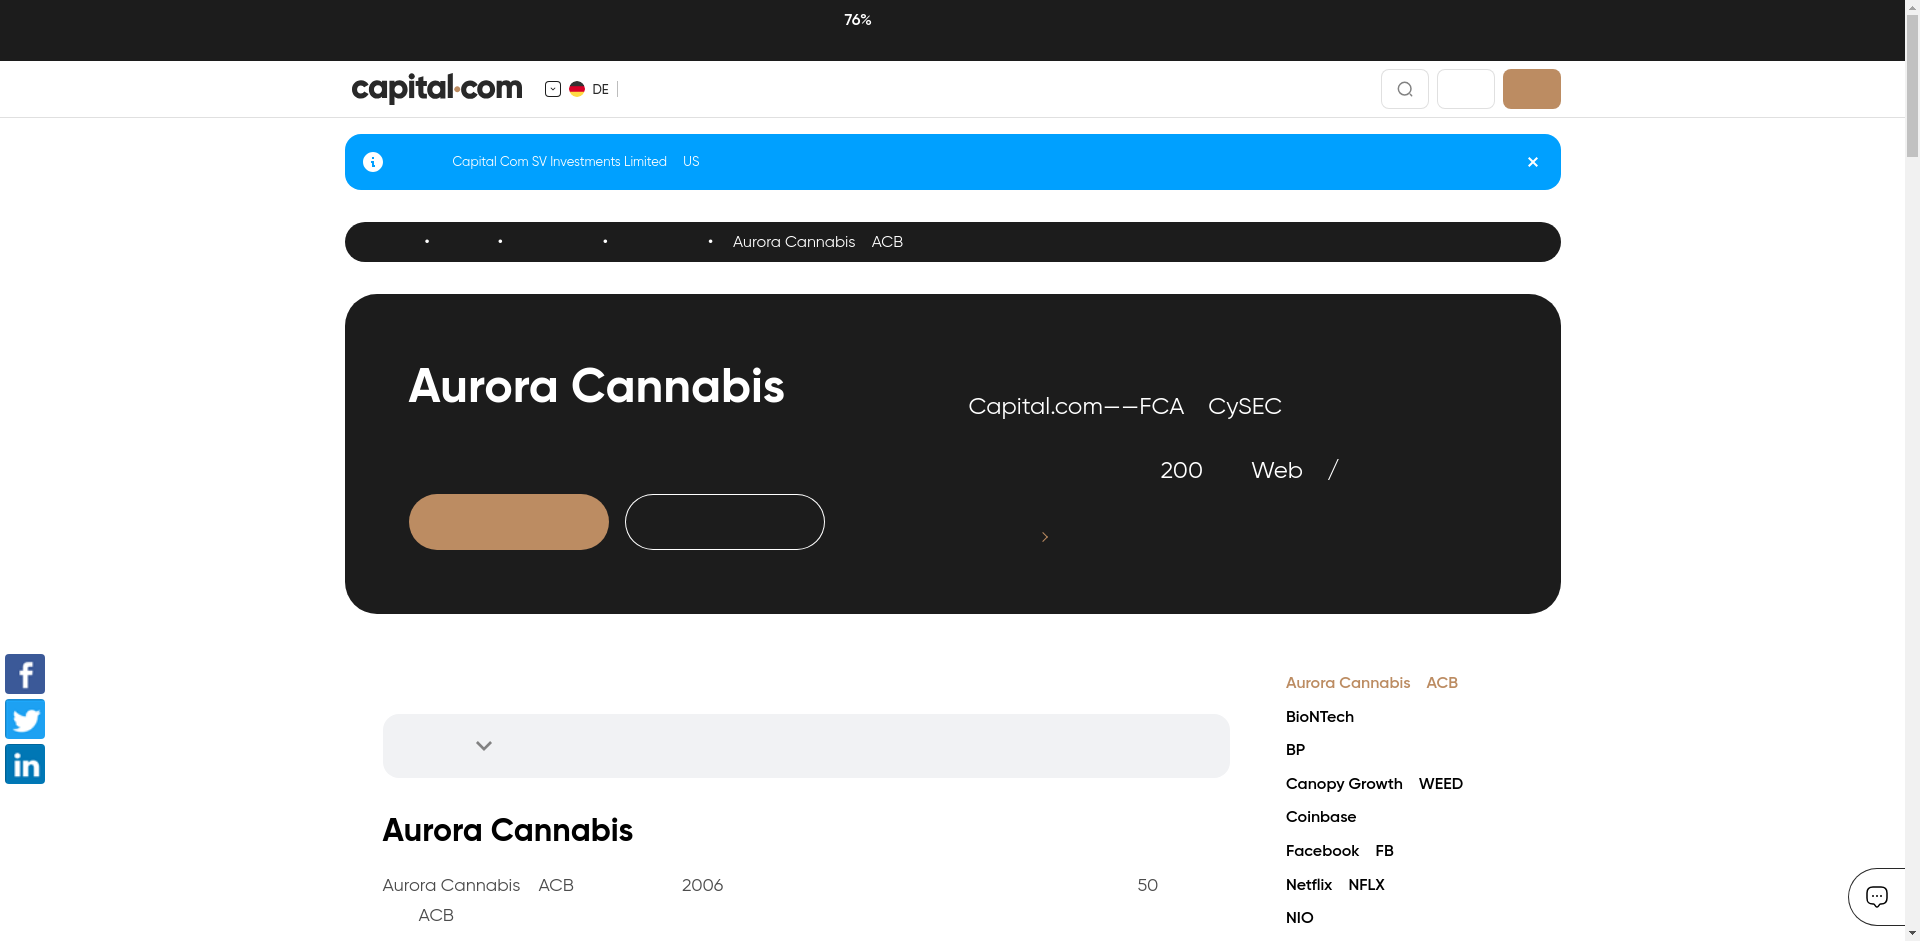 76%
capital.com
DE
Capital Com SV Investments Limited US
Aurora Cannabis ACB
Aurora Cannabis
Capital.com——FCA CySEC
200 Web /
Aurora Cannabis
Aurora Cannabis ACB 2006 50
ACB
Aurora Cannabis ACB
BioNTech
BP
Canopy Growth WEED
Coinbase
Facebook FB
Netflix NFLX
NIO